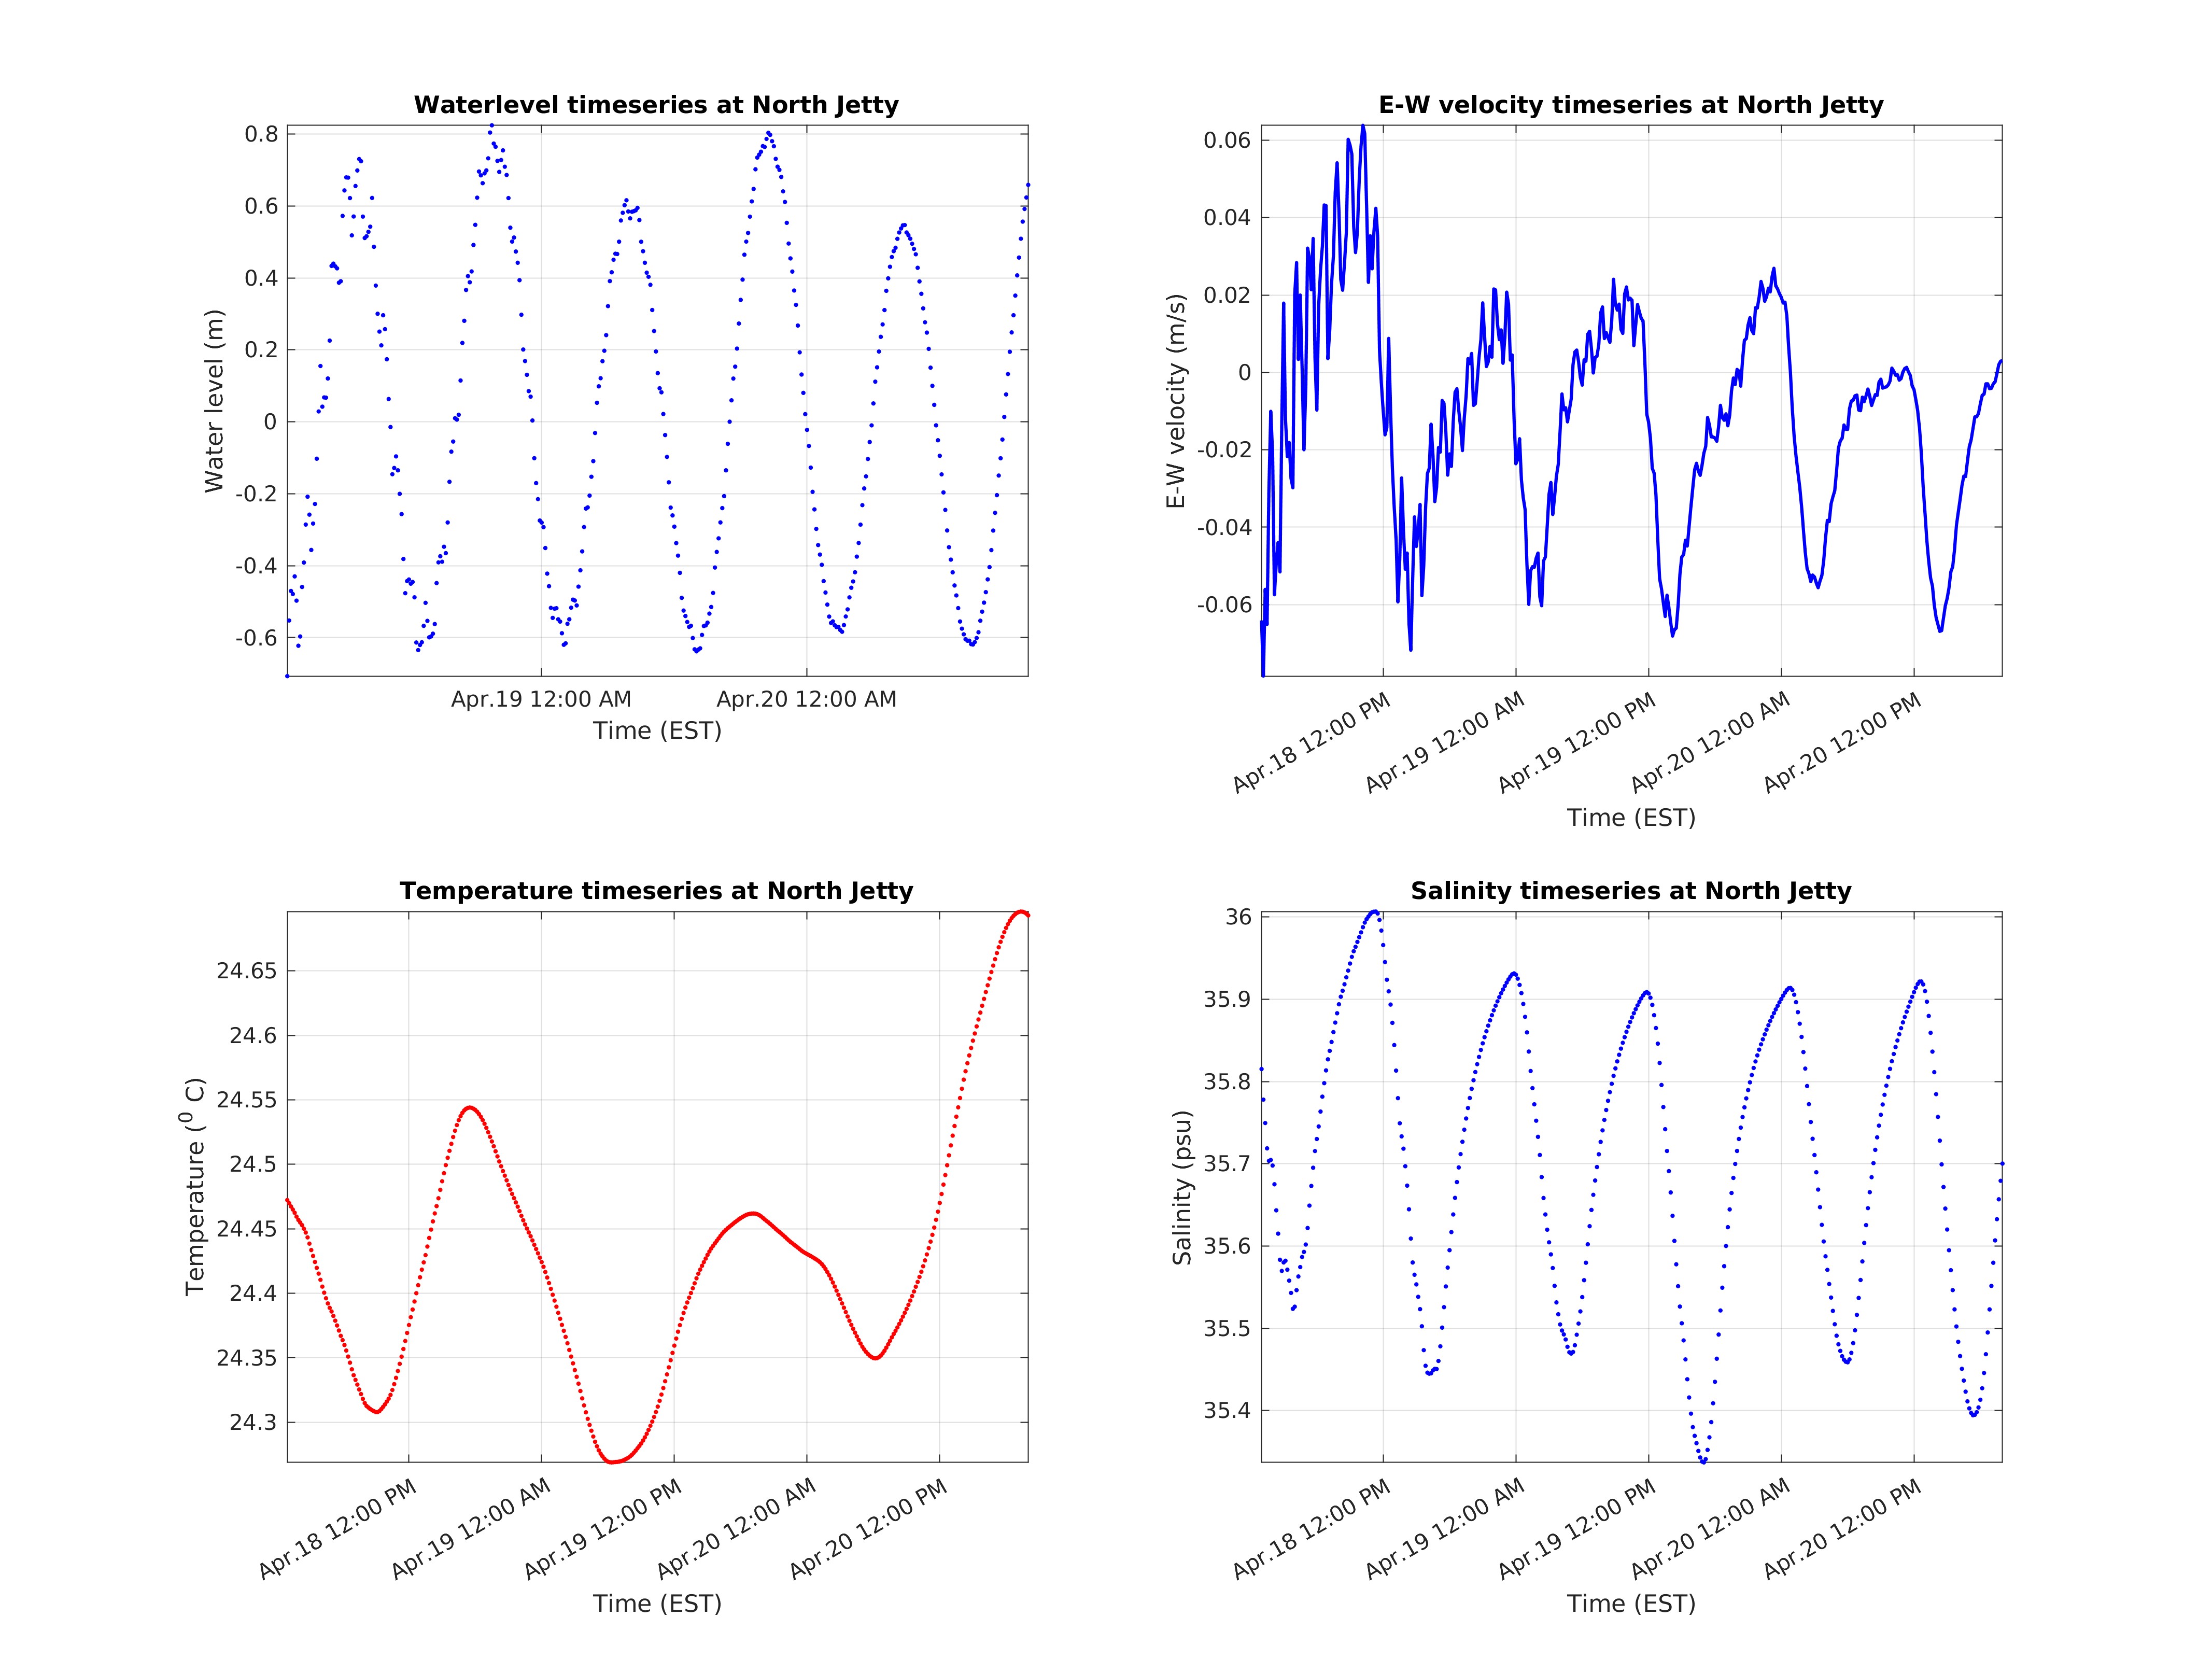 Waterlevel timeseries at North Jetty
0.8
0.6
0.4
0.2
0
-0.2
-0.4
-0.6
Water level (m)
Apr.19 12:00 AM
Apr.20 12:00 AM
Time (EST)
E-W velocity timeseries at North Jetty
0.06
0.04
0.02
0
-0.02
-0.04
-0.06
E-W velocity (m/s)
Apr.18 12:00 PM
Apr.19 12:00 AM
Apr.19 12:00 PM
Apr.20 12:00 AM
Apr.20 12:00 PM
Time (EST)
Temperature timeseries at North Jetty
24.65
24.6
24.55
24.5
24.45
24.4
24.35
24.3
Temperature (⁰ C)
Apr.18 12:00 PM
Apr.19 12:00 AM
Apr.19 12:00 PM
Apr.20 12:00 AM
Apr.20 12:00 PM
Time (EST)
Salinity timeseries at North Jetty
36
35.9
35.8
35.7
35.6
35.5
35.4
Salinity (psu)
Apr.18 12:00 PM
Apr.19 12:00 AM
Apr.19 12:00 PM
Apr.20 12:00 AM
Apr.20 12:00 PM
Time (EST)